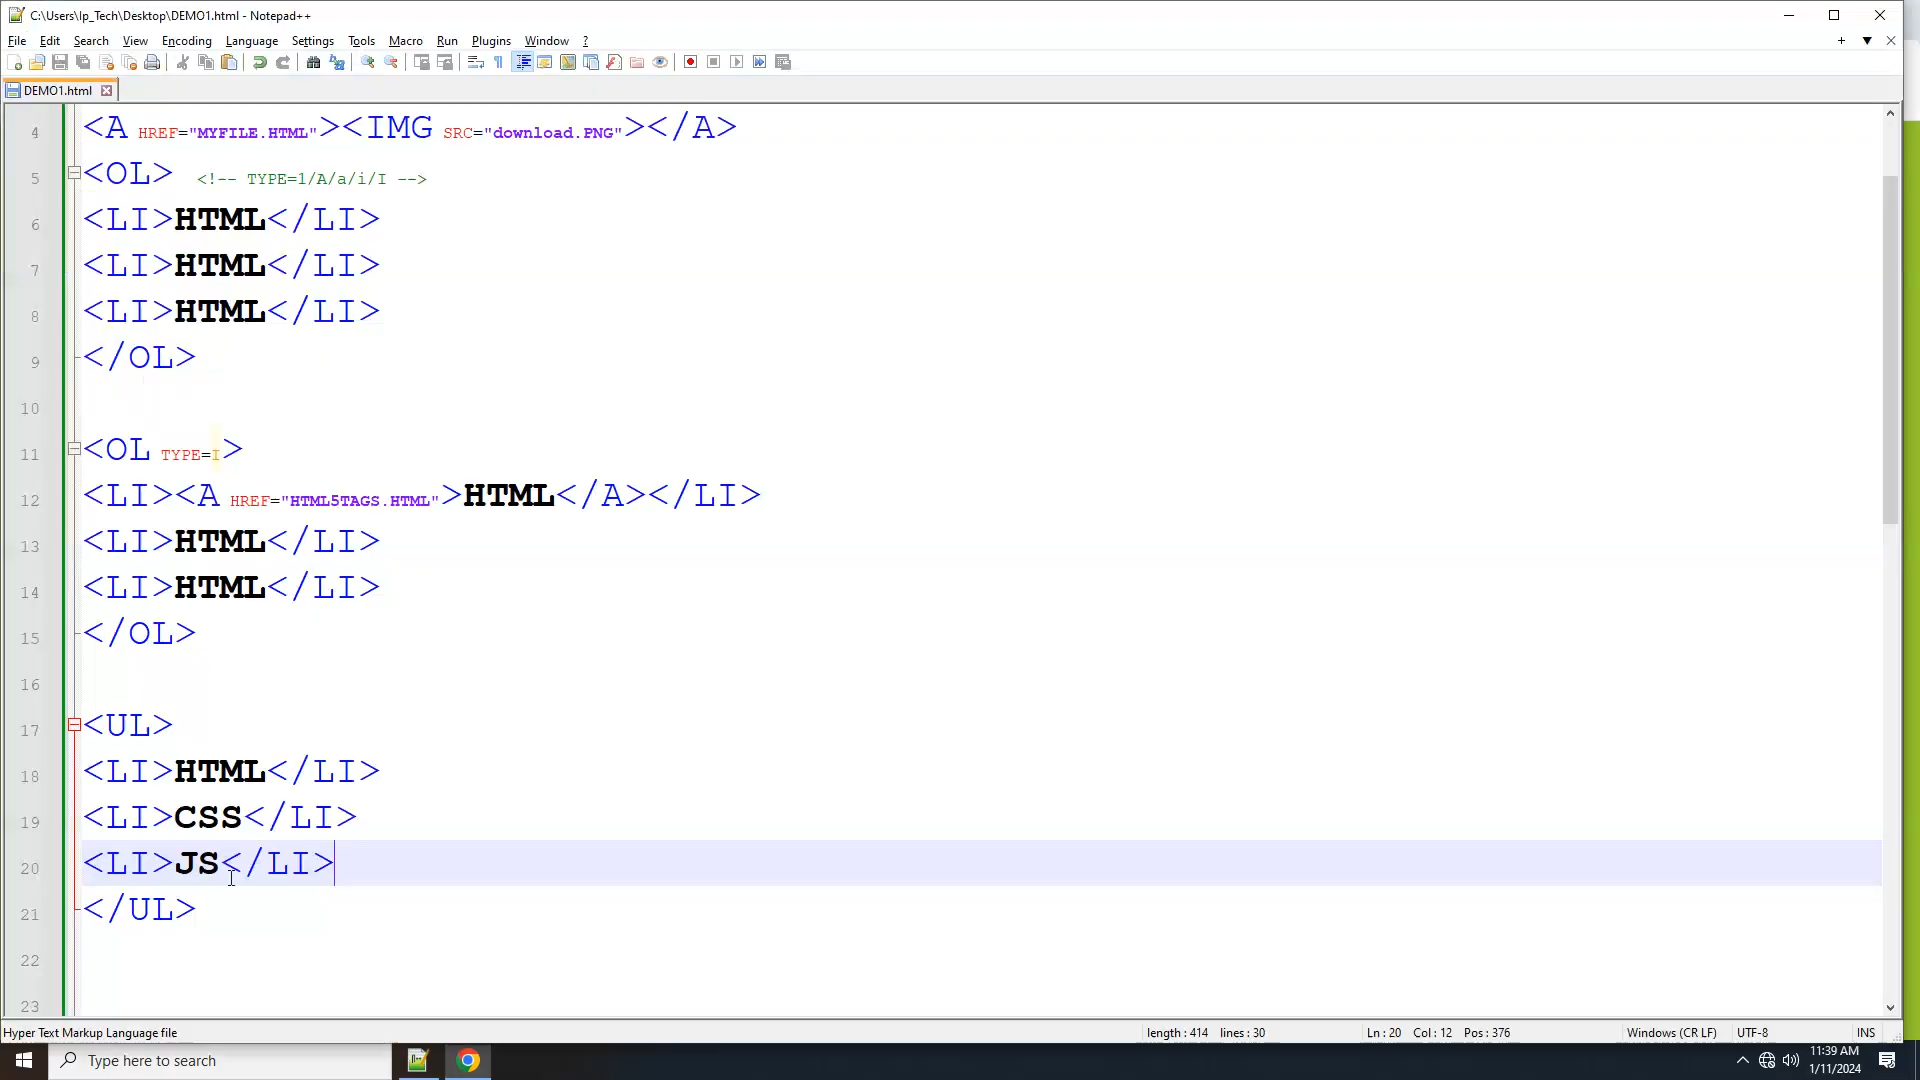 C:\Users\Ip_Tech\Desktop\DEMO1.html - Notepad++
File Edit Search View Encoding Language Settings Tools Macro Run Plugins Window ?
DEMO1.html
4 <A HREF="MYFILE.HTML"><IMG SRC="download.PNG"></A>
5 <OL> <!-- TYPE=1/A/a/i/I -->
6 <LI>HTML</LI>
7 <LI>HTML</LI>
8 <LI>HTML</LI>
9 </OL>
10
11 <OL TYPE=I>
12 <LI><A HREF="HTML5TAGS.HTML">HTML</A></LI>
13 <LI>HTML</LI>
14 <LI>HTML</LI>
15 </OL>
16
17 <UL>
18 <LI>HTML</LI>
19 <LI>CSS</LI>
20 <LI>JS</LI>
21 </UL>
22
23
Hyper Text Markup Language file length : 414 lines : 30 Ln : 20 Col : 12 Pos : 376 Windows (CR LF) UTF-8 INS
Type here to search 11:39 AM
1/11/2024